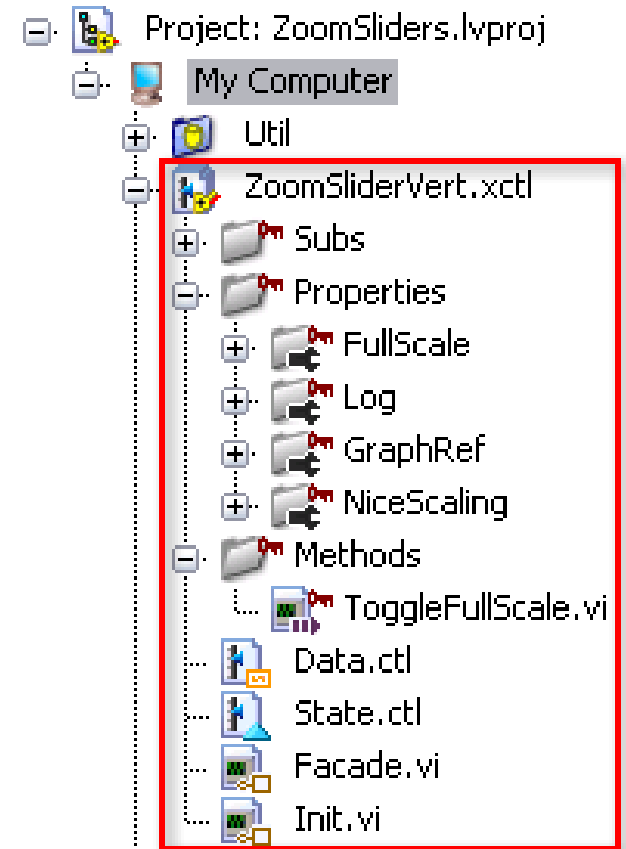 Project: ZoomSliders.lvproj
My Computer
Util
ZoomSliderVert.xctl
Subs
Properties
FullScale
Log
GraphRef
NiceScaling
Methods
ToggleFullScale.vi
Data.ctl
State.ctl
Facade.vi
Init.vi